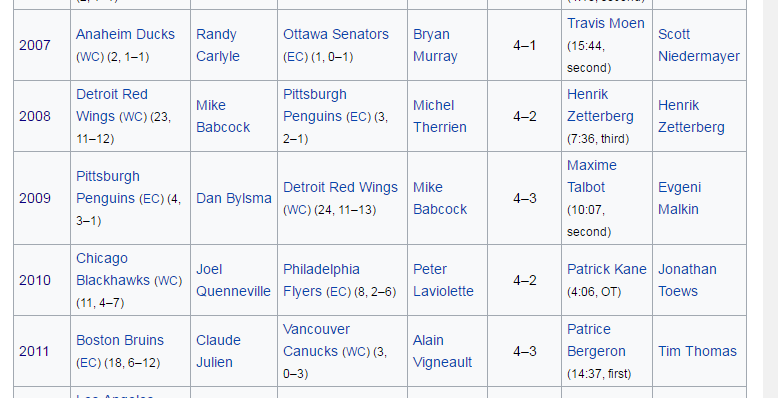 2007
Anaheim Ducks
(WC) (2, 1–1)
Randy
Carlyle
Ottawa Senators
(EC) (1, 0–1)
Bryan
Murray
4–1
Travis Moen
(15:44,
second)
Scott
Niedermayer
2008
Detroit Red
Wings (WC) (23,
11–12)
Mike
Babcock
Pittsburgh
Penguins (EC) (3,
2–1)
Michel
Therrien
4–2
Henrik
Zetterberg
(7:36, third)
Henrik
Zetterberg
2009
Pittsburgh
Penguins (EC) (4,
3–1)
Dan Bylsma
Detroit Red Wings
(WC) (24, 11–13)
Mike
Babcock
4–3
Maxime
Talbot
(10:07,
second)
Evgeni
Malkin
2010
Chicago
Blackhawks (WC)
(11, 4–7)
Joel
Quenneville
Philadelphia
Flyers (EC) (8, 2–6)
Peter
Laviolette
4–2
Patrick Kane
(4:06, OT)
Jonathan
Toews
2011
Boston Bruins
(EC) (18, 6–12)
Claude
Julien
Vancouver
Canucks (WC) (3,
0–3)
Alain
Vigneault
4–3
Patrice
Bergeron
(14:37, first)
Tim Thomas
Los Angeles